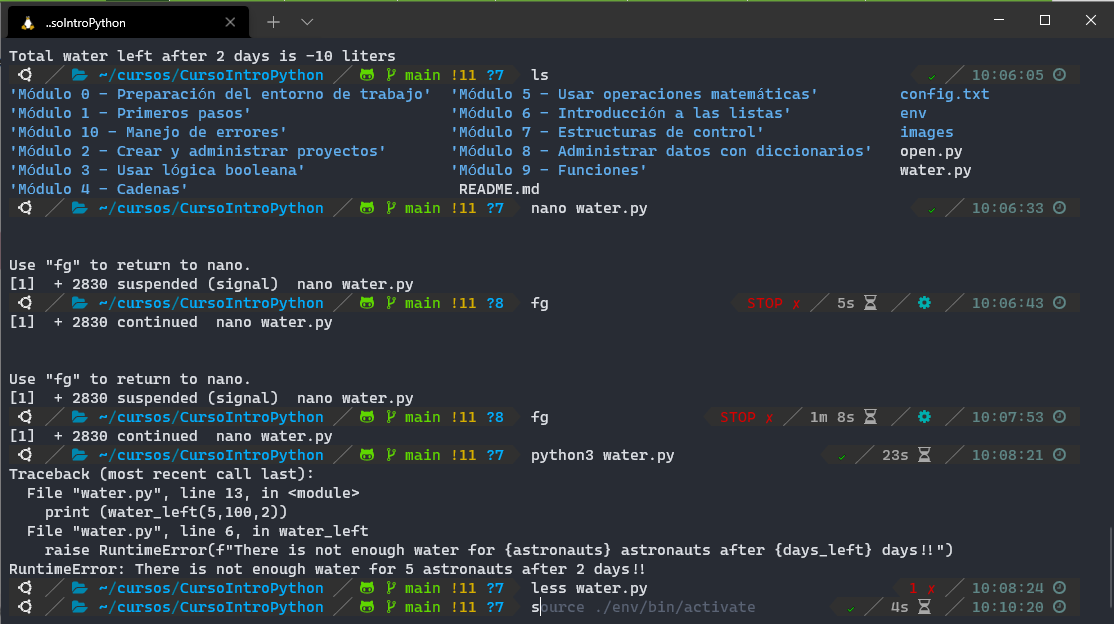 ..soIntroPython
Total water left after 2 days is -10 liters
~/cursos/CursoIntroPython main !11 ?7 ls 10:06:05
'Módulo 0 - Preparación del entorno de trabajo' 'Módulo 5 - Usar operaciones matemáticas' config.txt
'Módulo 1 - Primeros pasos' 'Módulo 6 - Introducción a las listas' env
'Módulo 10 - Manejo de errores' 'Módulo 7 - Estructuras de control' images
'Módulo 2 - Crear y administrar proyectos' 'Módulo 8 - Administrar datos con diccionarios' open.py
'Módulo 3 - Usar lógica booleana' 'Módulo 9 - Funciones' water.py
'Módulo 4 - Cadenas' README.md
~/cursos/CursoIntroPython main !11 ?7 nano water.py 10:06:33
Use "fg" to return to nano.
[1]  + 2830 suspended (signal)  nano water.py
~/cursos/CursoIntroPython main !11 ?8 fg STOP ✗ 5s 10:06:43
[1]  + 2830 continued  nano water.py
Use "fg" to return to nano.
[1]  + 2830 suspended (signal)  nano water.py
~/cursos/CursoIntroPython main !11 ?8 fg STOP ✗ 1m 8s 10:07:53
[1]  + 2830 continued  nano water.py
~/cursos/CursoIntroPython main !11 ?7 python3 water.py 23s 10:08:21
Traceback (most recent call last):
  File "water.py", line 13, in <module>
    print (water_left(5,100,2))
  File "water.py", line 6, in water_left
    raise RuntimeError(f"There is not enough water for {astronauts} astronauts after {days_left} days!!")
RuntimeError: There is not enough water for 5 astronauts after 2 days!!
~/cursos/CursoIntroPython main !11 ?7 less water.py 1 ✗ 10:08:24
~/cursos/CursoIntroPython main !11 ?7 source ./env/bin/activate 4s 10:10:20